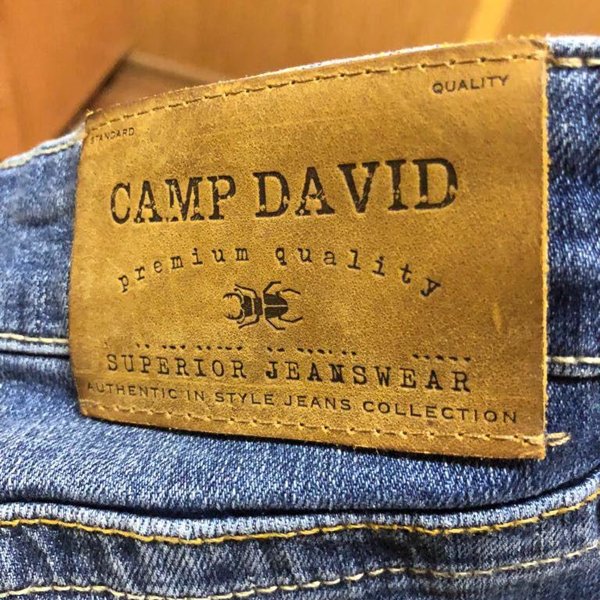 STANDARD
QUALITY
CAMP DAVID
premium quality
SUPERIOR JEANSWEAR
AUTHENTIC IN STYLE JEANS COLLECTION